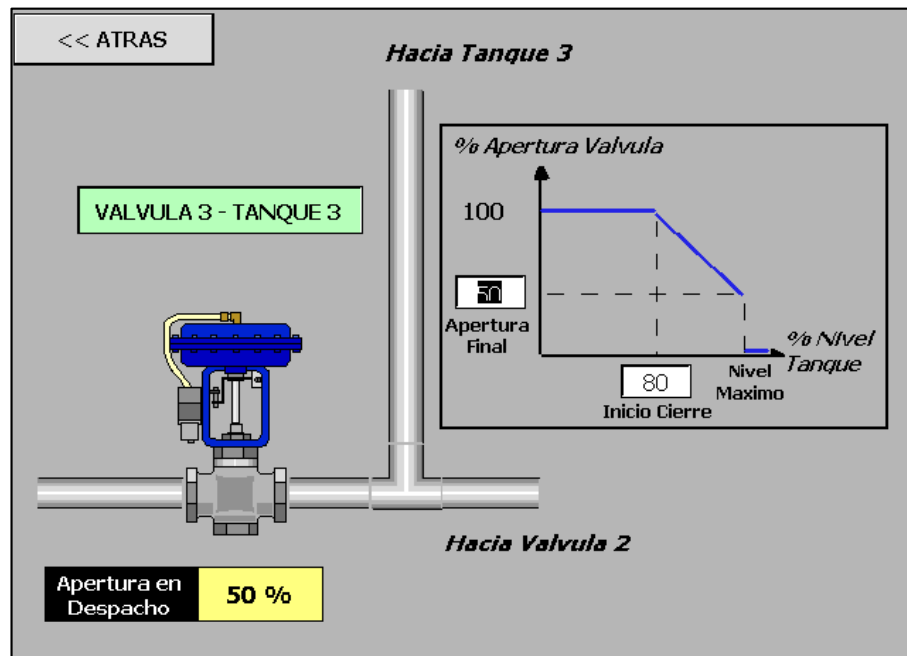 << ATRAS
Hacia Tanque 3
% Apertura Valvula
VALVULA 3 - TANQUE 3
100
Apertura
Final
% Nivel
Tanque
80
Nivel
Maximo
Inicio Cierre
Hacia Valvula 2
Apertura en
Despacho
50 %